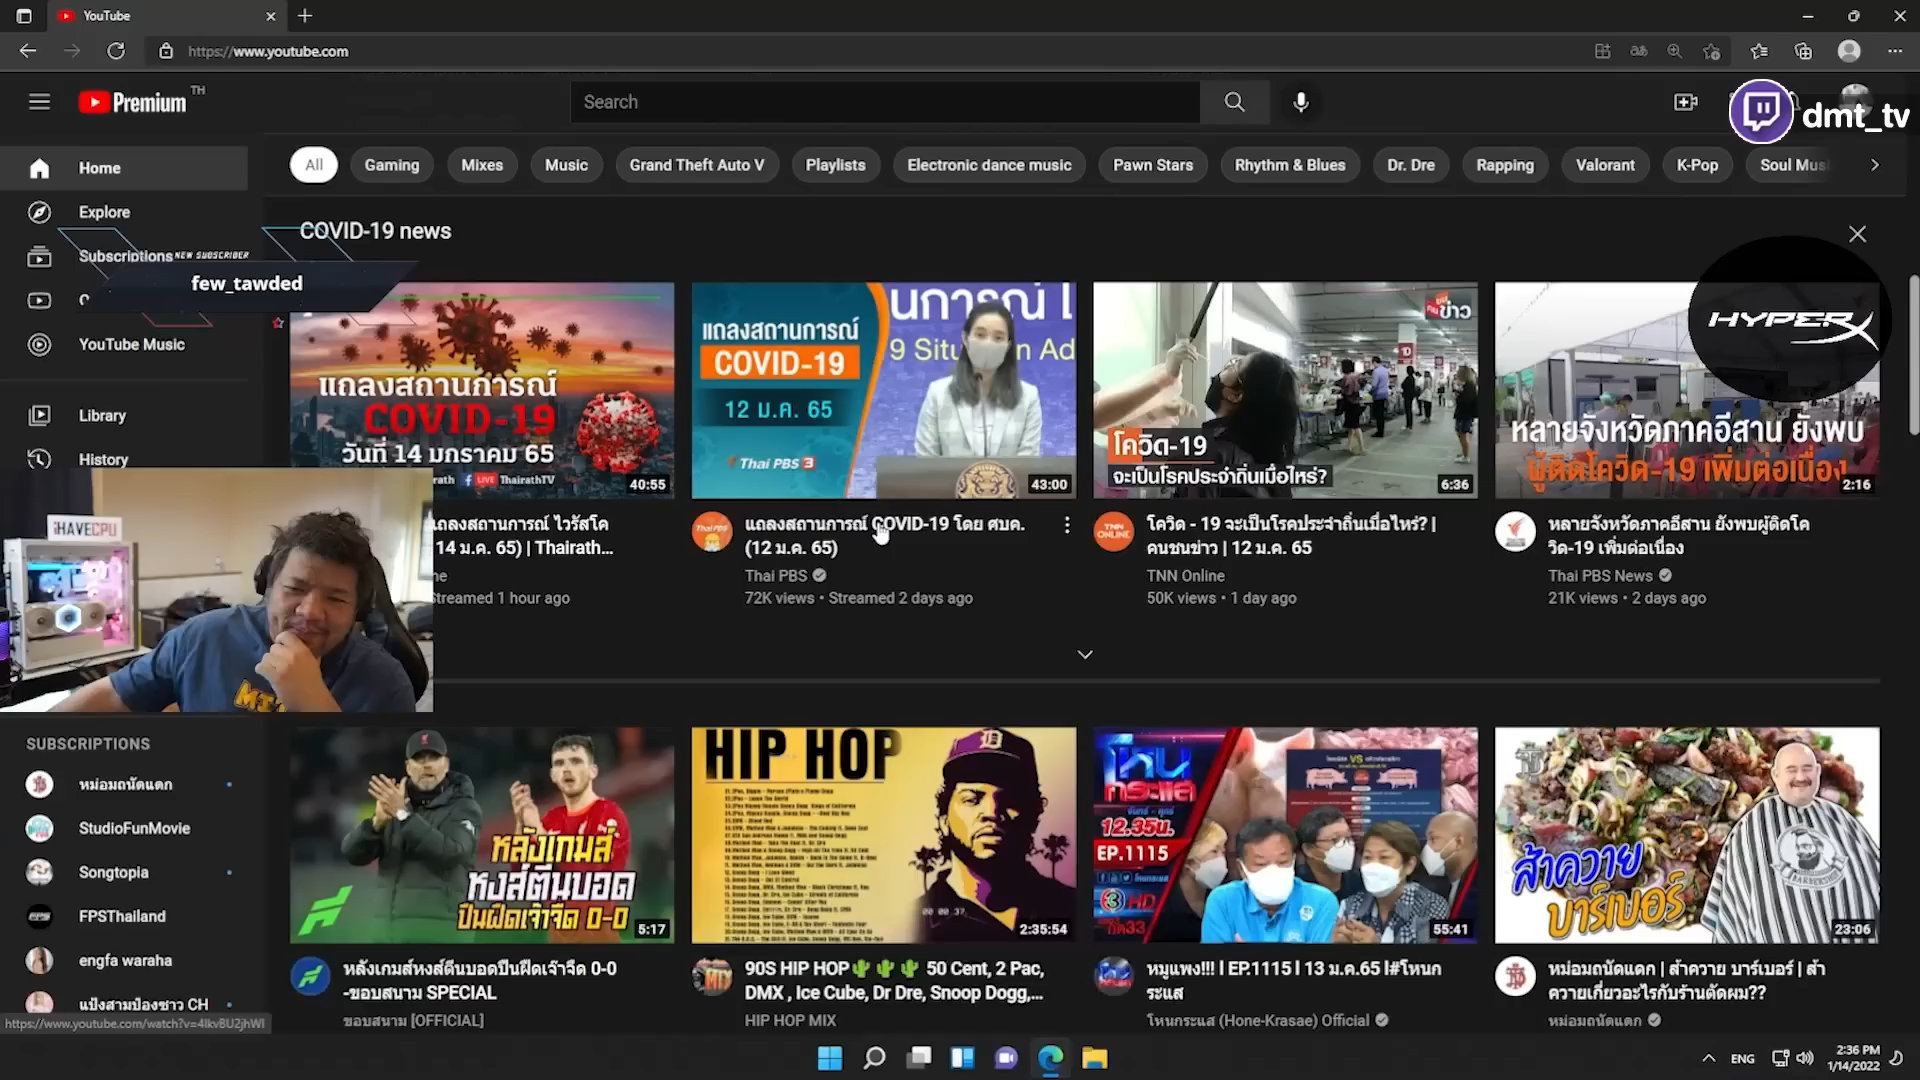 YouTube
https://www.youtube.com
Premium TH
Search
dmt_tv
Home
Explore
Subscriptions
NEW SUBSCRIBER
few_tawded
YouTube Music
Library
History
All
Gaming
Mixes
Music
Grand Theft Auto V
Playlists
Electronic dance music
Pawn Stars
Rhythm & Blues
Dr. Dre
Rapping
Valorant
K-Pop
Soul Mus
COVID-19 news
HYPERX
แถลงสถานการณ์
COVID-19
วันที่ 14 มกราคม 65
LIVE ThairathTV
40:55
แถลงสถานการณ์
COVID-19
12 ม.ค. 65
Thai PBS 3
43:00
ข่าว
โควิด-19
จะเป็นโรคประจำถิ่นเมื่อไหร่?
6:36
หลายจังหวัดภาคอีสาน ยังพบ
ผู้ติดโควิด-19 เพิ่มต่อเนื่อง
2:16
แถลงสถานการณ์ ไวรัสโค
14 ม.ค. 65) | Thairath...
Streamed 1 hour ago
แถลงสถานการณ์ COVID-19 โดย ศบค.
(12 ม.ค. 65)
Thai PBS
72K views • Streamed 2 days ago
TNN ONLINE
โควิด - 19 จะเป็นโรคประจำถิ่นเมื่อไหร่? |
คนชนข่าว | 12 ม.ค. 65
TNN Online
50K views • 1 day ago
หลายจังหวัดภาคอีสาน ยังพบผู้ติดโค
วิด-19 เพิ่มต่อเนื่อง
Thai PBS News
21K views • 2 days ago
iHAVECPU
SUBSCRIPTIONS
หม่อมถนัดแดก
StudioFunMovie
Songtopia
FPSThailand
engfa waraha
แป้งสามป๋องซาว CH
https://www.youtube.com/watch?v=4lkvBU2jhWI
หลังเกมส์
หงส์ตีนบอด
ปืนฝืดเจ้าจืด 0-0
5:17
HIP HOP
2:35:54
โหนกระแส
12.35น.
EP.1115
3 HD
กด33
VS
55:41
ส้าควาย
บาร์เบอร์
23:06
หลังเกมส์หงส์ตีนบอดปืนฝืดเจ้าจืด 0-0
-ขอบสนาม SPECIAL
ขอบสนาม [OFFICIAL]
90S HIP HOP🌵🌵🌵 50 Cent, 2 Pac,
DMX , Ice Cube, Dr Dre, Snoop Dogg,...
HIP HOP MIX
หมูแพง!!! l EP.1115 l 13 ม.ค.65 l#โหนก
ระแส
โหนกระแส (Hone-Krasae) Official
หม่อมถนัดแดก | ส้าควาย บาร์เบอร์ | ส้า
ควายเกี่ยวอะไรกับร้านตัดผม??
หม่อมถนัดแดก
ENG
2:36 PM
1/14/2022